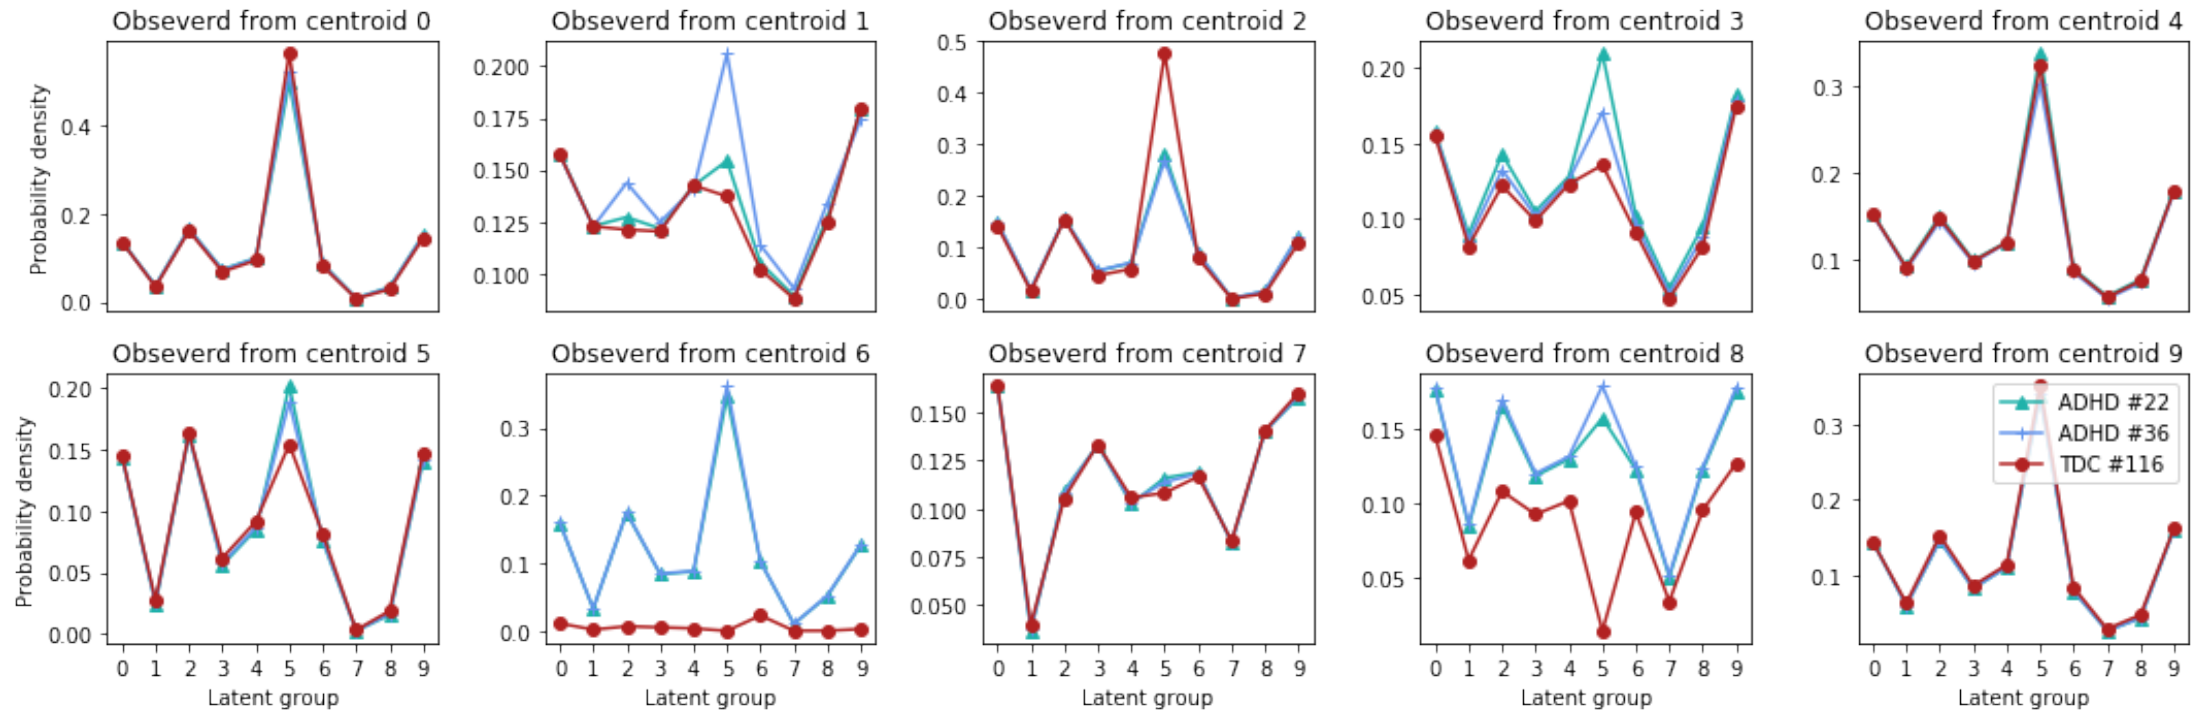 Obseverd from centroid 0
Obseverd from centroid 1
Obseverd from centroid 2
Obseverd from centroid 3
Obseverd from centroid 4
Probability density
0.4
0.2
0.0
0.200
0.175
0.150
0.125
0.100
0.5
0.4
0.3
0.2
0.1
0.0
0.20
0.15
0.10
0.05
0.3
0.2
0.1
Obseverd from centroid 5
Obseverd from centroid 6
Obseverd from centroid 7
Obseverd from centroid 8
Obseverd from centroid 9
Probability density
0.20
0.15
0.10
0.05
0.00
0 1 2 3 4 5 6 7 8 9
Latent group
0.3
0.2
0.1
0.0
0 1 2 3 4 5 6 7 8 9
Latent group
0.150
0.125
0.100
0.075
0.050
0 1 2 3 4 5 6 7 8 9
Latent group
0.15
0.10
0.05
0 1 2 3 4 5 6 7 8 9
Latent group
0.3
0.2
0.1
ADHD #22
ADHD #36
TDC #116
0 1 2 3 4 5 6 7 8 9
Latent group